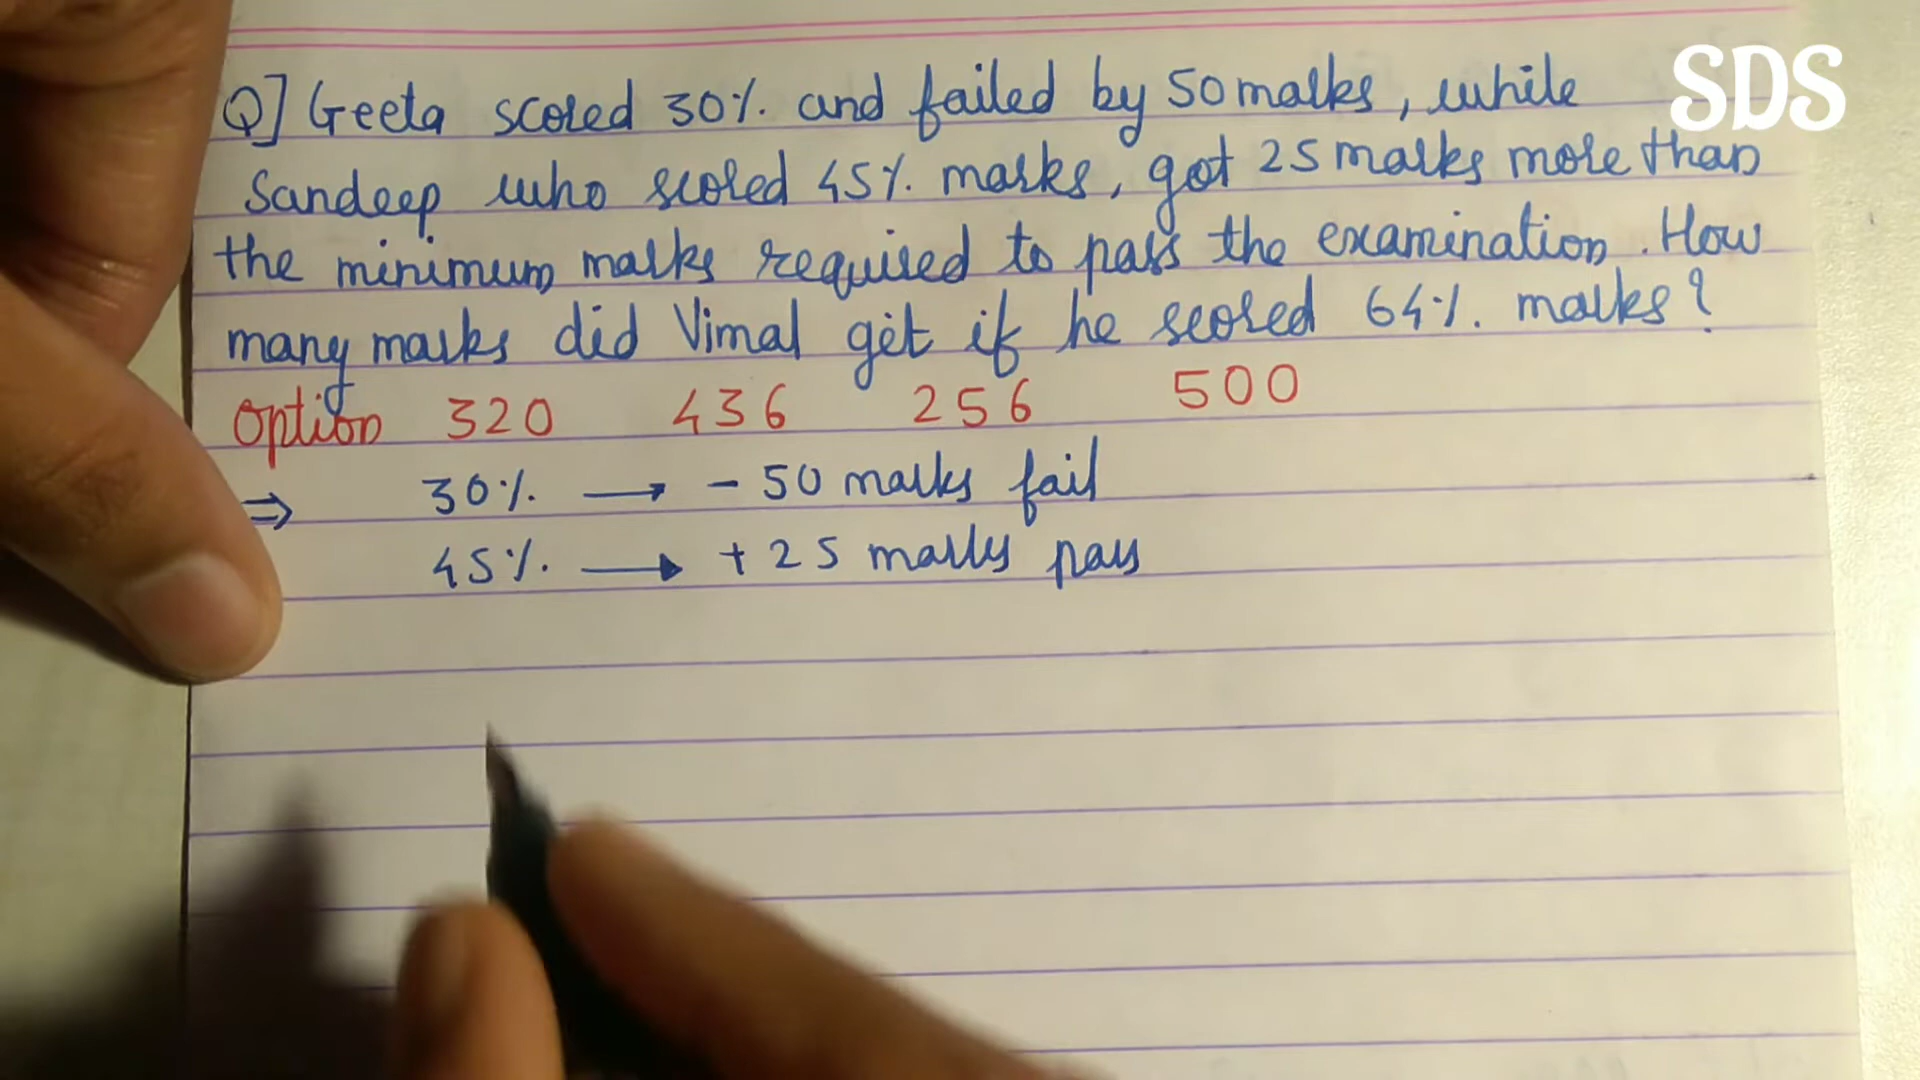 SDS
Q] Geeta scored 30%. and failed by 50 marks, while
Sandeep who scored 45%. marks, got 25 marks more than
the minimum marks required to pass the examination. How
many marks did Vimal get if he scored 64%. marks?
option 320 436 256 500
⇒ 30%. → - 50 marks fail
45%. → + 25 marks pass